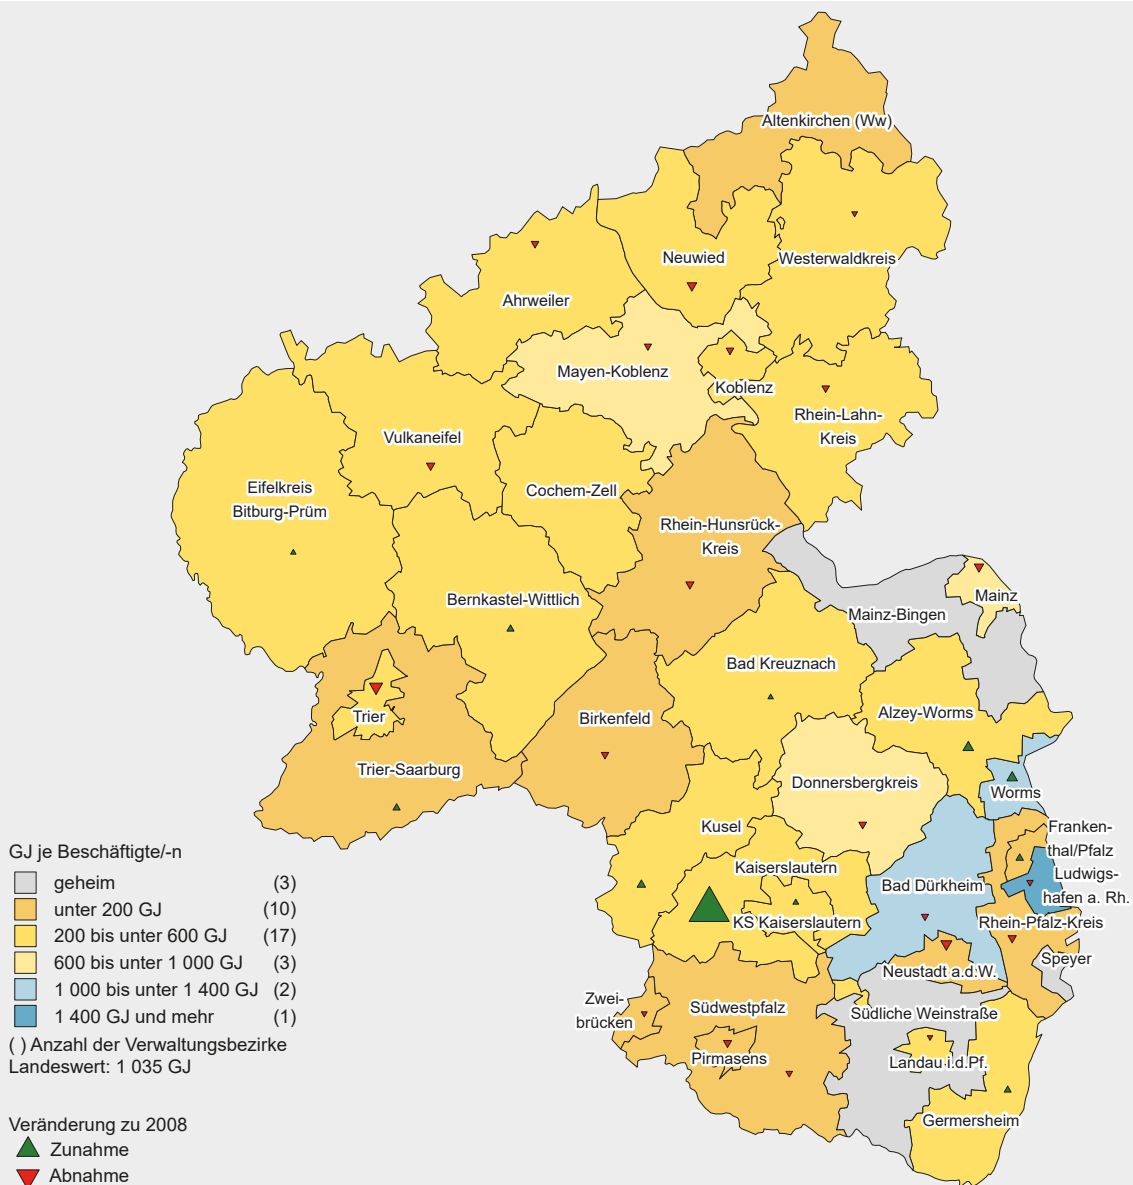 Altenkirchen (Ww)
Neuwied
Westerwaldkreis
Ahrweiler
Mayen-Koblenz
Koblenz
Rhein-Lahn-
Kreis
Vulkaneifel
Cochem-Zell
Eifelkreis
Bitburg-Prüm
Rhein-Hunsrück-
Kreis
Bernkastel-Wittlich
Mainz
Mainz-Bingen
Bad Kreuznach
Alzey-Worms
Trier
Birkenfeld
Trier-Saarburg
Donnersbergkreis
Worms
Kusel
Franken-
thal/Pfalz
Kaiserslautern
Ludwigs-
hafen a. Rh.
Bad Dürkheim
KS Kaiserslautern
Rhein-Pfalz-Kreis
Speyer
Neustadt a.d.W.
Zwei-
brücken
Südwestpfalz
Südliche Weinstraße
Pirmasens
Landau i.d.Pf.
Germersheim
GJ je Beschäftigte/-n
geheim (3)
unter 200 GJ (10)
200 bis unter 600 GJ (17)
600 bis unter 1 000 GJ (3)
1 000 bis unter 1 400 GJ (2)
1 400 GJ und mehr (1)
( ) Anzahl der Verwaltungsbezirke
Landeswert: 1 035 GJ
Veränderung zu 2008
Zunahme
Abnahme